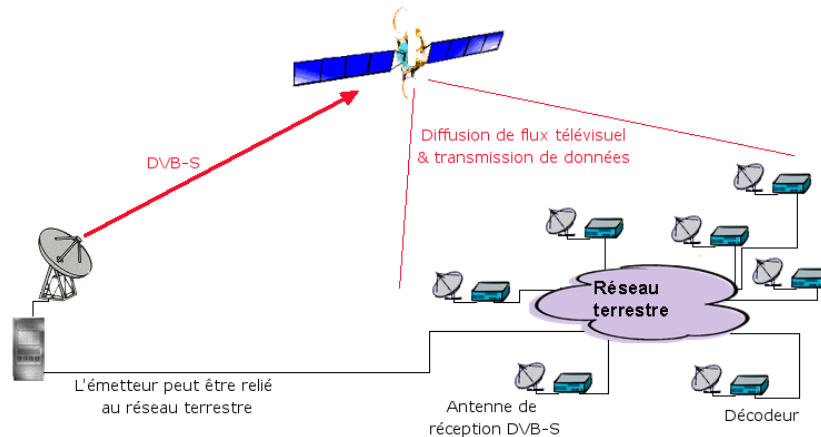 Diffusion de flux télévisuel
& transmission de données
DVB-S
Réseau
terrestre
L'émetteur peut être relié
au réseau terrestre
Antenne de
réception DVB-S
Décodeur